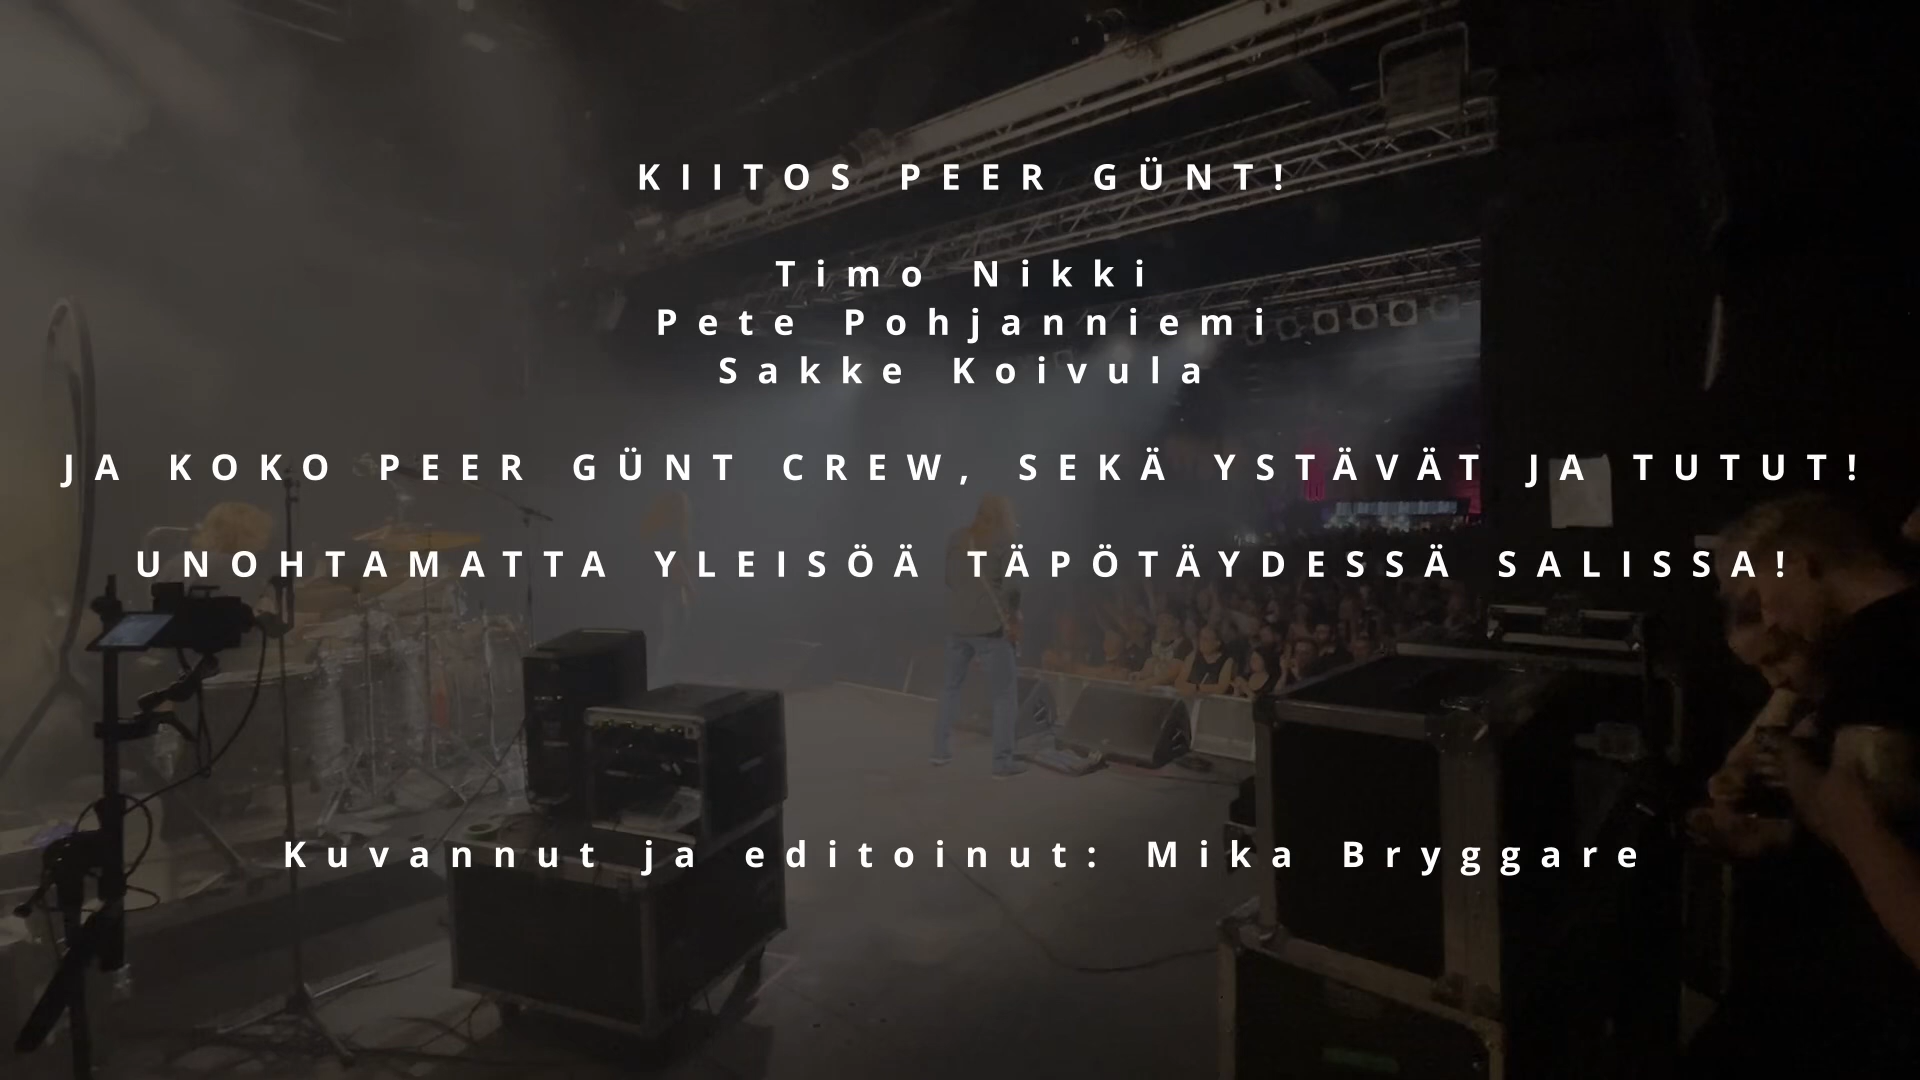 KIITOS PEER GÜNT!
Timo Nikki
Pete Pohjanniemi
Sakke Koivula
JA KOKO PEER GÜNT CREW, SEKÄ YSTÄVÄT JA TUTUT!
UNOHTAMATTA YLEISÖÄ TÄPÖTÄYDESSÄ SALISSA!
Kuvannut ja editoinut: Mika Bryggare